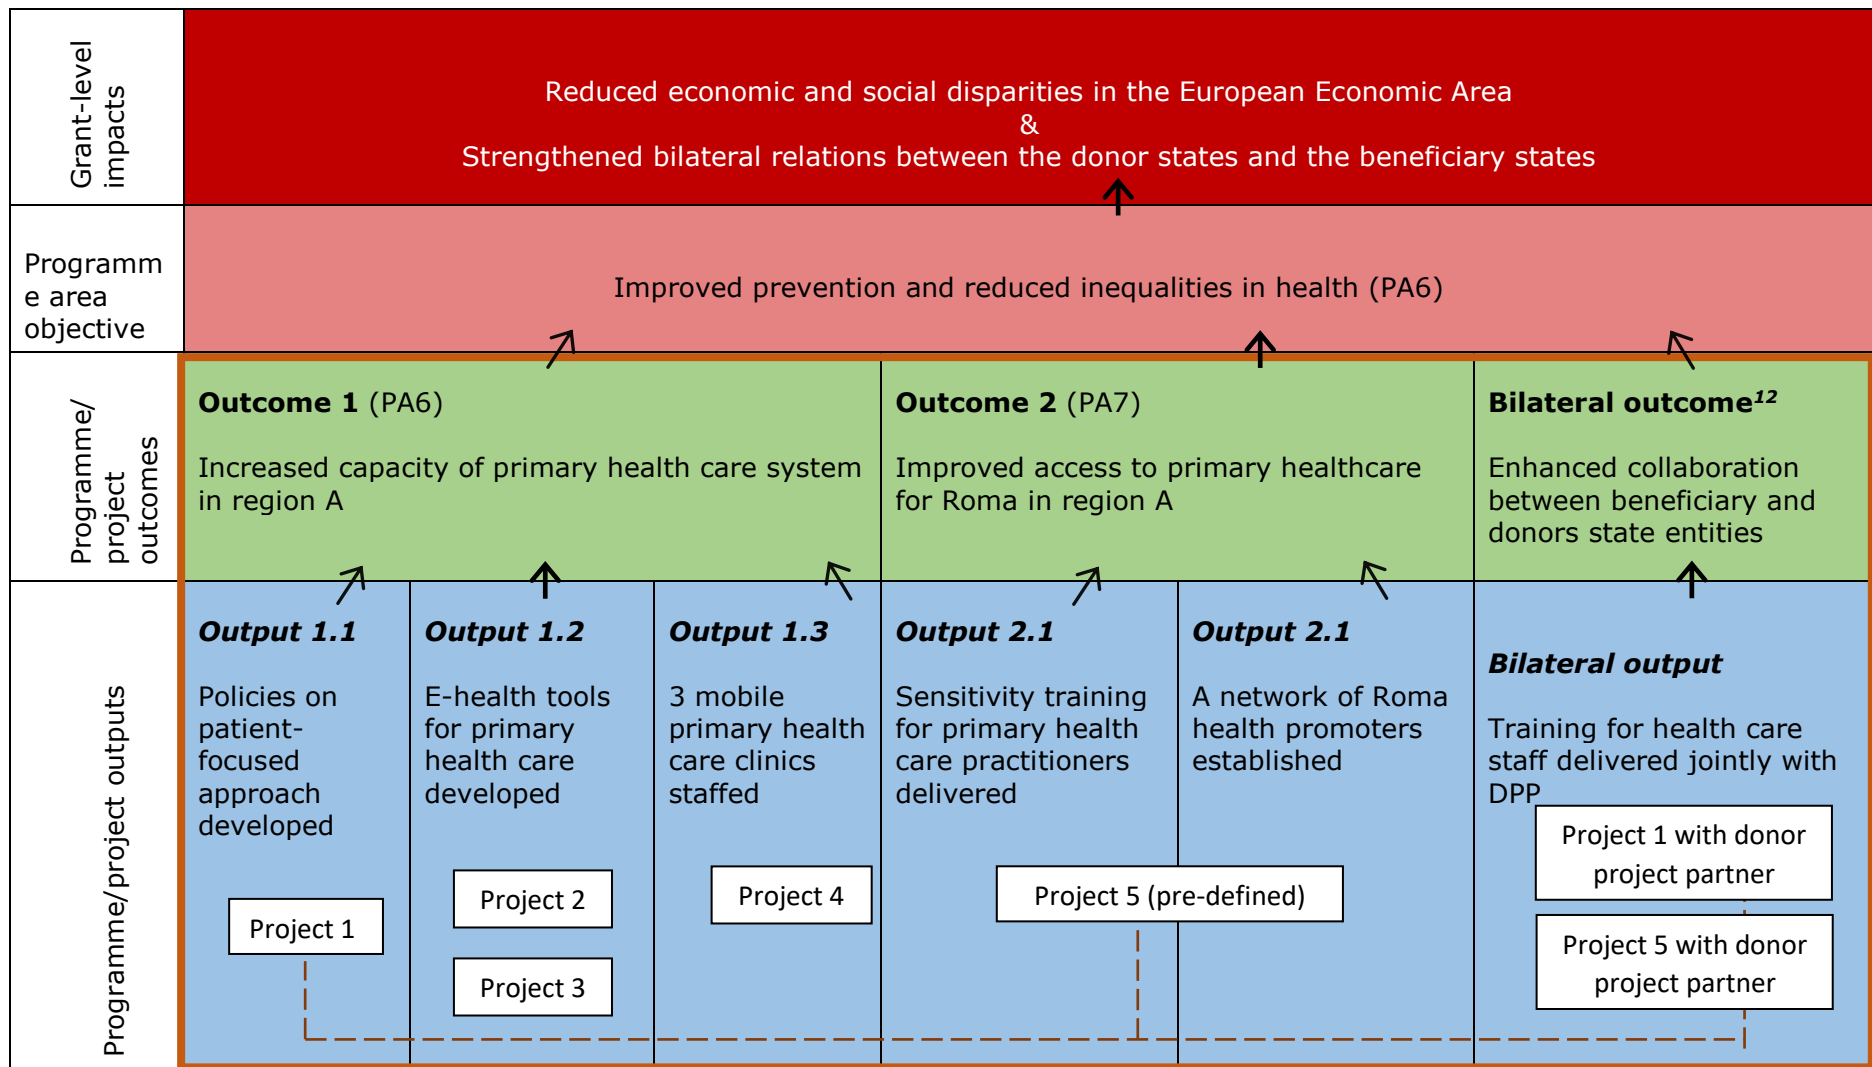 Grant-level
impacts
Reduced economic and social disparities in the European Economic Area
&
Strengthened bilateral relations between the donor states and the beneficiary states
Programm
e area
objective
Improved prevention and reduced inequalities in health (PA6)
Programme/
project
outcomes
Outcome 1 (PA6)
Increased capacity of primary health care system
in region A
Outcome 2 (PA7)
Improved access to primary healthcare
for Roma in region A
Bilateral outcome12
Enhanced collaboration
between beneficiary and
donors state entities
Programme/project outputs
Output 1.1
Policies on
patient-
focused
approach
developed
Project 1
Output 1.2
E-health tools
for primary
health care
developed
Project 2
Project 3
Output 1.3
3 mobile
primary health
care clinics
staffed
Project 4
Output 2.1
Sensitivity training
for primary health
care practitioners
delivered
Output 2.1
A network of Roma
health promoters
established
Project 5 (pre-defined)
Bilateral output
Training for health care
staff delivered jointly with
DPP
Project 1 with donor
project partner
Project 5 with donor
project partner